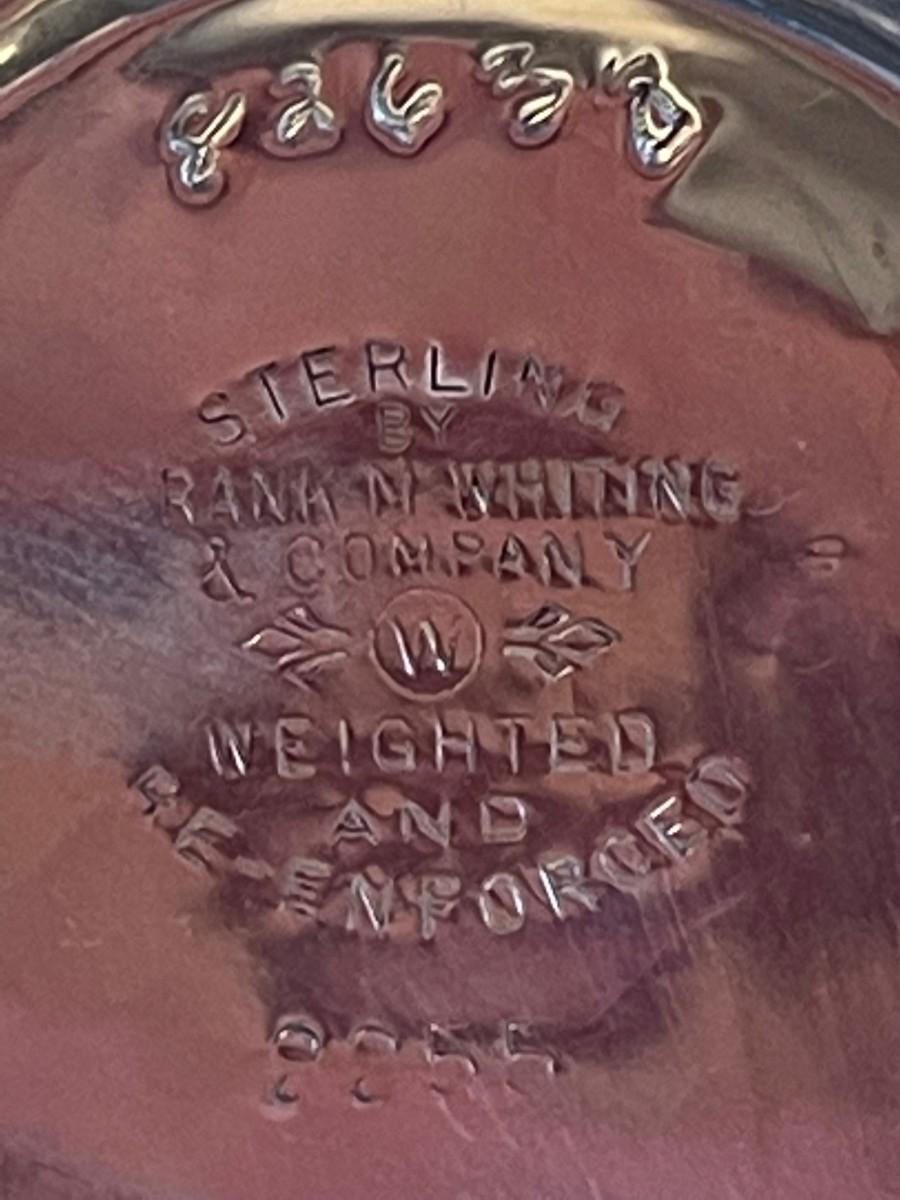 STERLING
BY
RANK M WHITING
& COMPANY
W
WEIGHTED
AND
RE-ENFORCED